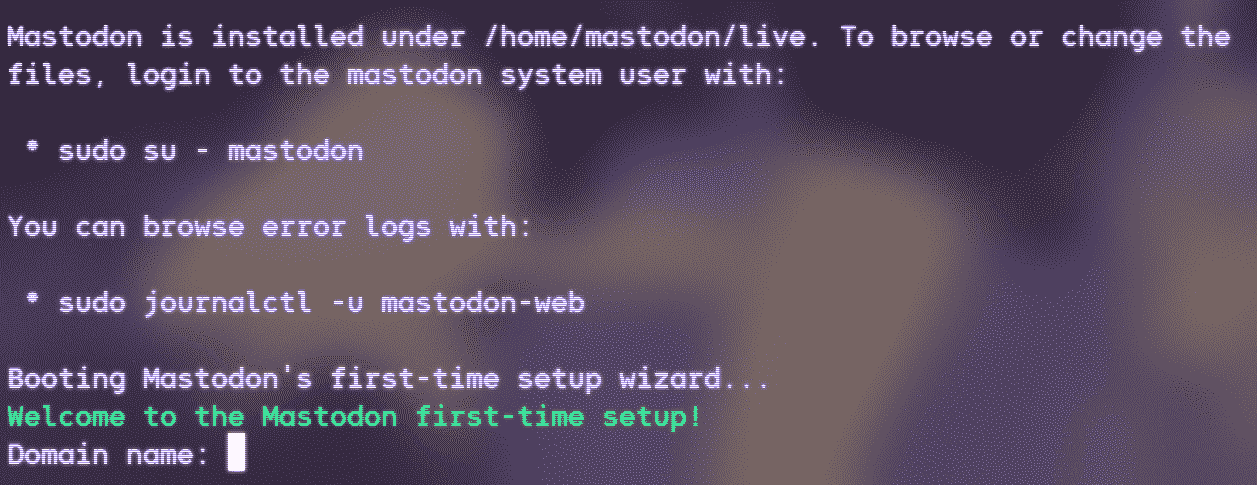 Mastodon is installed under /home/mastodon/live. To browse or change the
files, login to the mastodon system user with:
* sudo su - mastodon
You can browse error logs with:
* sudo journalctl -u mastodon-web
Booting Mastodon's first-time setup wizard...
Welcome to the Mastodon first-time setup!
Domain name: